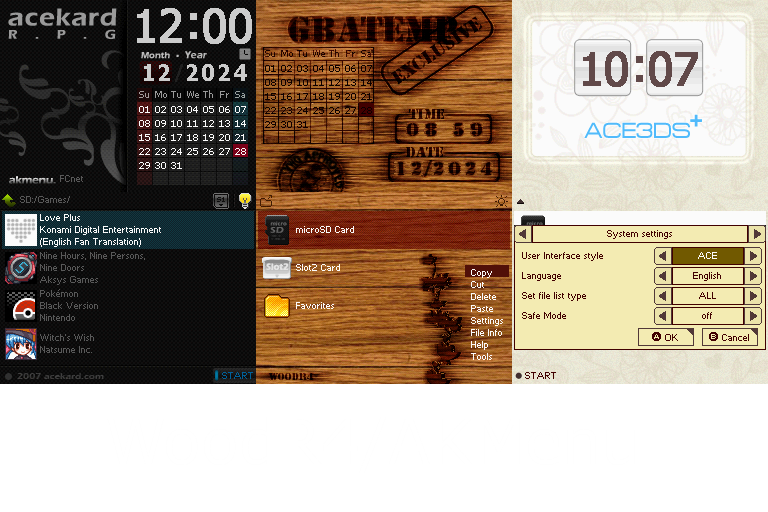 acekard
R. P. G
12:00
Month - Year
12 / 2024
Su Mo Tu We Th Fr Sa
01 02 03 04 05 06 07
08 09 10 11 12 13 14
15 16 17 18 19 20 21
22 23 24 25 26 27 28
29 30 31
akmenu. FCnet
SD:/Games/
Love Plus
Konami Digital Entertainment
(English Fan Translation)
Nine Hours, Nine Persons,
Nine Doors
Aksys Games
Pokémon
Black Version
Nintendo
Witch's Wish
Natsume Inc.
2007 acekard.com
START
GBATEMP
EXCLUSIVE
Su Mo Tu We Th Fr Sa
01 02 03 04 05 06 07
08 09 10 11 12 13 14
15 16 17 18 19 20 21
22 23 24 25 26 27
29 30 31
TIME
08 59
DATE
12/2024
microSD Card
Slot2 Card
Favorites
Copy
Cut
Delete
Paste
Settings
File Info
Help
Tools
10:07
ACE3DS+
System settings
User Interface style ACE
Language English
Set file list type ALL
Safe Mode off
A OK B Cancel
START